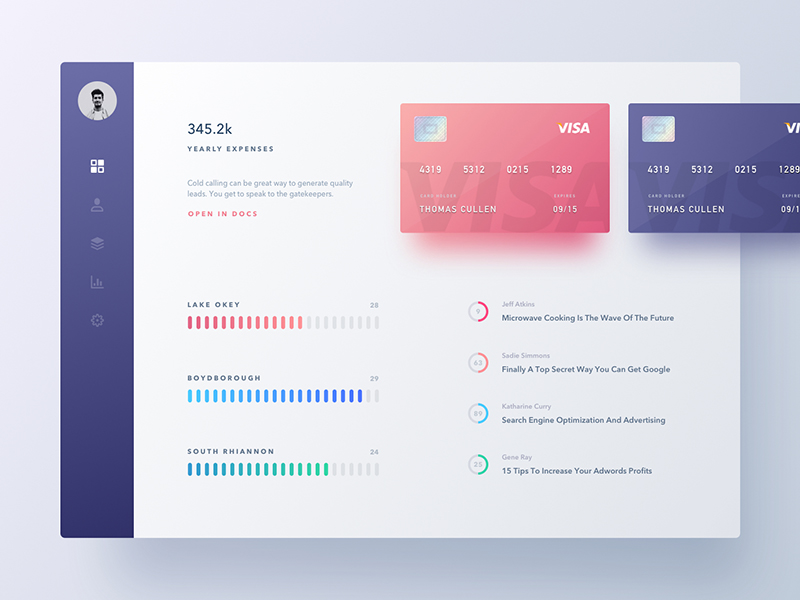 345.2k
YEARLY EXPENSES
Cold calling can be great way to generate quality
leads. You get to speak to the gatekeepers.
OPEN IN DOCS
VISA
4319 5312 0215 1289
CARD HOLDER EXPIRES
THOMAS CULLEN 09/15
VISA
VI
4319 5312 0215 1289
CARD HOLDER EXPIRE
THOMAS CULLEN 09/1
VISA
LAKE OKEY 28
BOYDBOROUGH 29
SOUTH RHIANNON 24
9
Jeff Atkins
Microwave Cooking Is The Wave Of The Future
63
Sadie Simmons
Finally A Top Secret Way You Can Get Google
89
Katharine Curry
Search Engine Optimization And Advertising
25
Gene Ray
15 Tips To Increase Your Adwords Profits